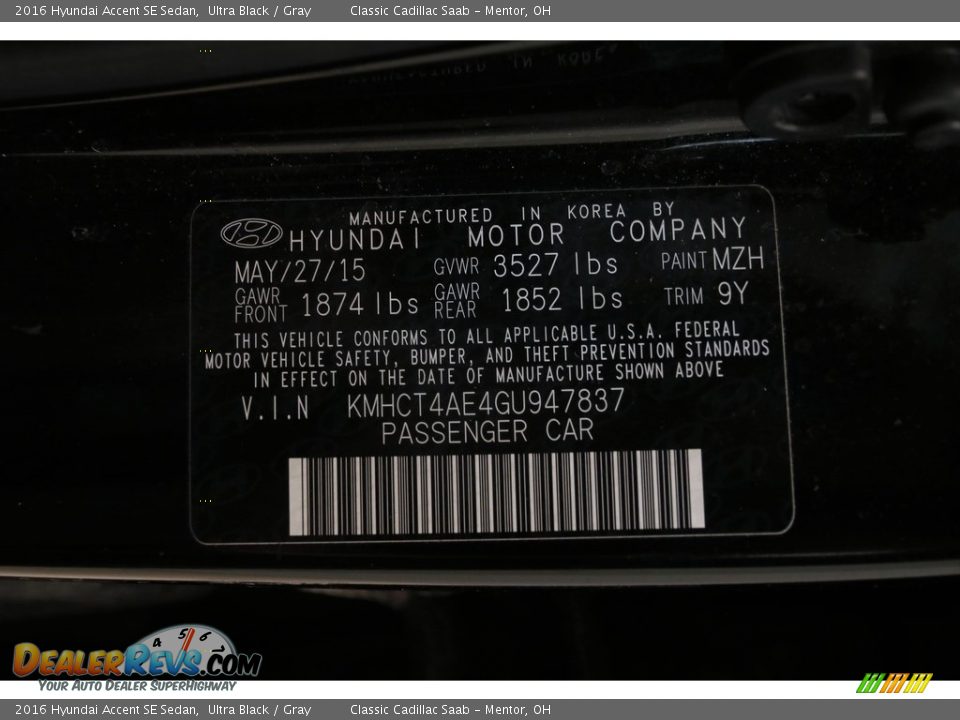 2016 Hyundai Accent SE Sedan, Ultra Black / Gray Classic Cadillac Saab - Mentor, OH
MANUFACTURED IN KOREA BY
HYUNDAI MOTOR COMPANY
MAY/27/15 GVWR 3527 lbs PAINT MZH
GAWR FRONT 1874 lbs GAWR REAR 1852 lbs TRIM 9Y
THIS VEHICLE CONFORMS TO ALL APPLICABLE U.S.A. FEDERAL
MOTOR VEHICLE SAFETY, BUMPER, AND THEFT PREVENTION STANDARDS
IN EFFECT ON THE DATE OF MANUFACTURE SHOWN ABOVE
V.I.N KMHCT4AE4GU947837
PASSENGER CAR
4 5 6
DEALERREVS.COM
YOUR AUTO DEALER SUPERHIGHWAY
2016 Hyundai Accent SE Sedan, Ultra Black / Gray Classic Cadillac Saab - Mentor, OH